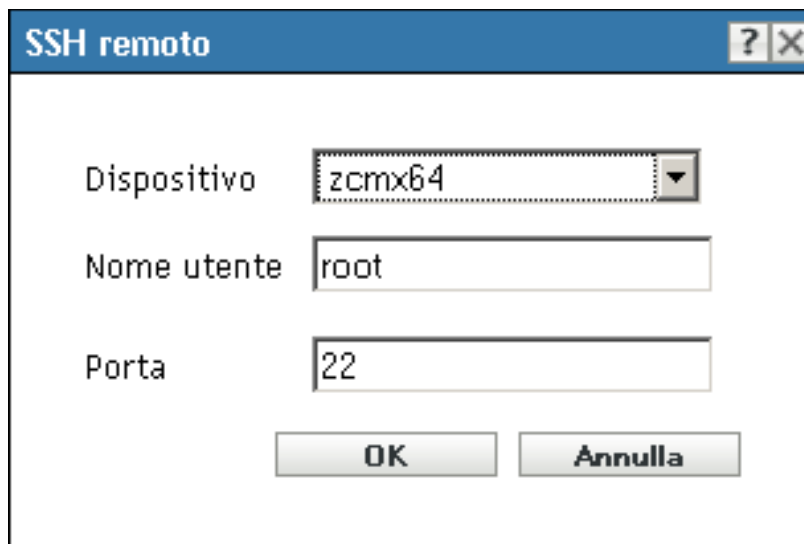 SSH remoto
Dispositivo zcmx64
Nome utente root
Porta 22
OK Annulla